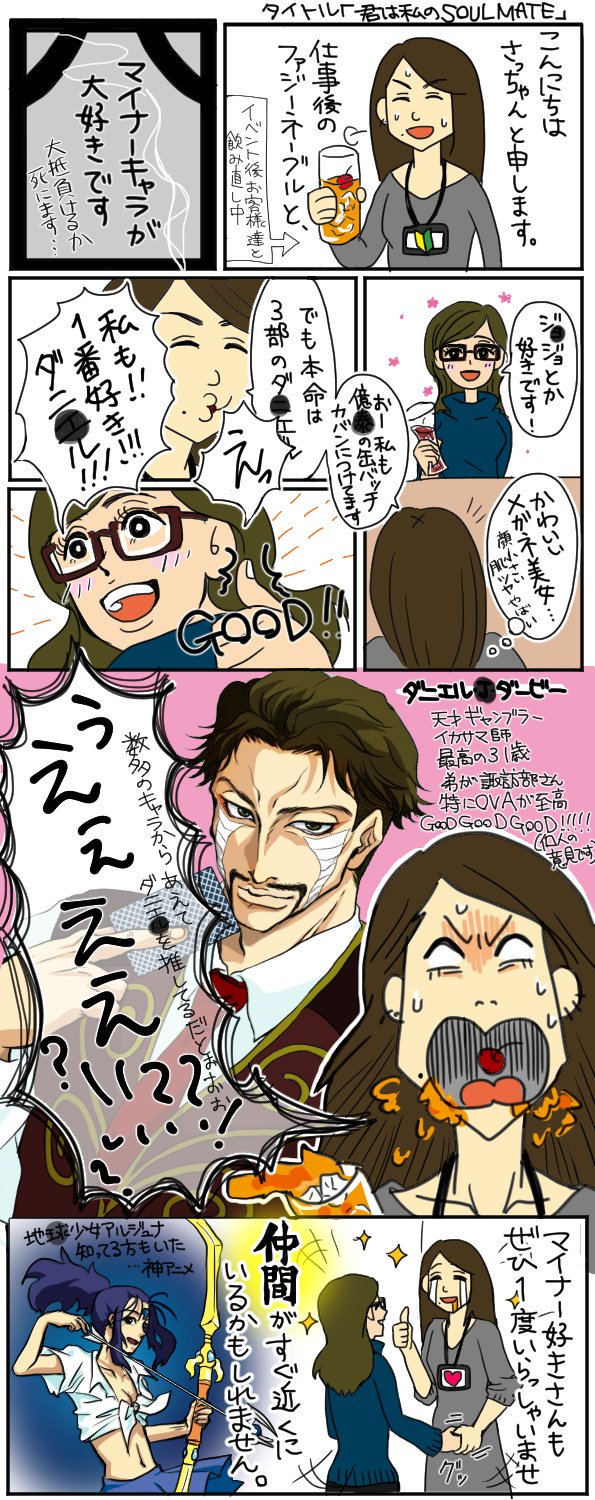 タイトル「君は私のSOULMATE」
こんにちは
さっちゃんと申します。
仕事後の
ファジーネーブルと、
イベント後お客様達と
飲み直し中
マイナーキャラが
大好きです
大抵負けるか
死にます…
ジ●ジョとか
好きです!
おー私も
億●の缶バッチ
カバンにつけてます
かわいい
メガネ美女…
顔小さい
肌ツヤやばい
でも本命は
3部のダ●エ
えっ
私も!!
1番好き!!!
ダニ●ル!!!!
GOOD!!
ダニエル●J●ダービー
天才ギャンブラー
イカサマ師
最高の31歳
弟が諏訪部さん
特にOVAが至高
GOOD GOOD GOOD!!!!!
(個人の
意見です)
うえええええ
?!??!!
数多のキャラからあえて
ダニエ●を推してるだとおおぉ
マイナー好きさんも
ぜひ1度いらっしゃいませ
仲間がすぐ近くに
いるかもしれません。
グッ
地球少女アルジュナ
知ってる方もいた
…神アニメ